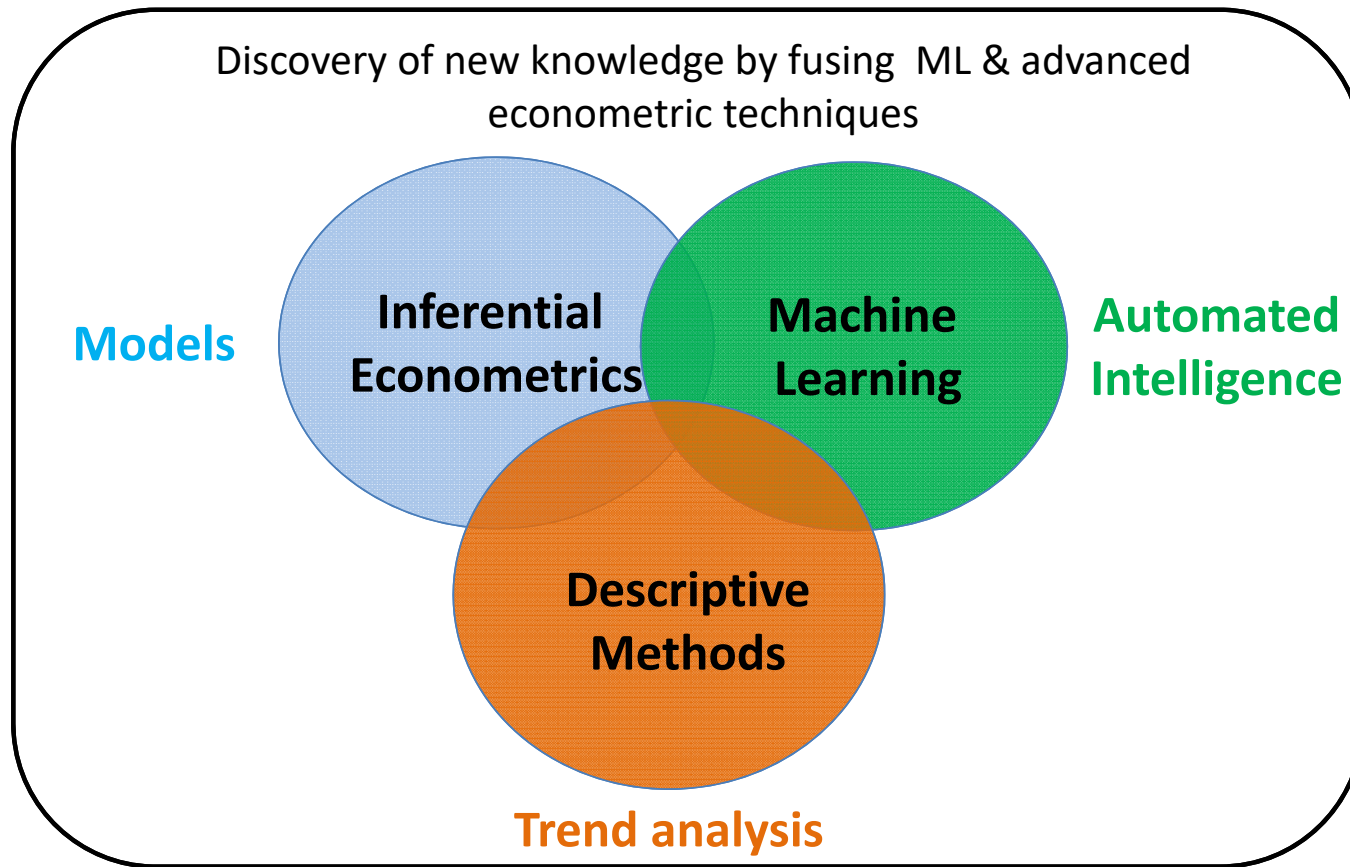 Discovery of new knowledge by fusing ML & advanced
econometric techniques
Models
Inferential
Econometrics
Machine
Learning
Automated
Intelligence
Descriptive
Methods
Trend analysis